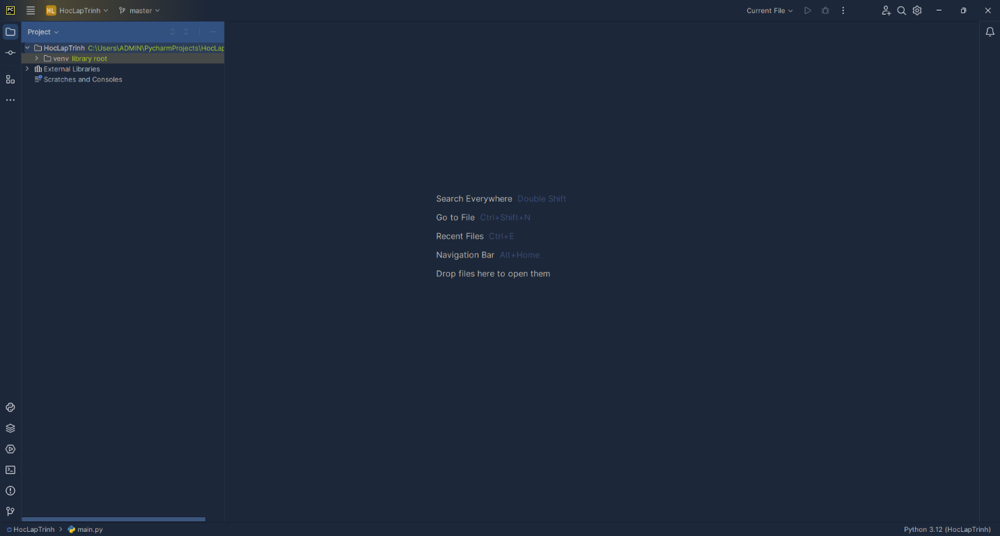 PC
HL HocLapTrinh master Current File
Project
HocLapTrinh C:\Users\ADMIN\PycharmProjects\HocLap
venv library root
External Libraries
Scratches and Consoles
Search Everywhere Double Shift
Go to File Ctrl+Shift+N
Recent Files Ctrl+E
Navigation Bar Alt+Home
Drop files here to open them
HocLapTrinh main.py Python 3.12 (HocLapTrinh)